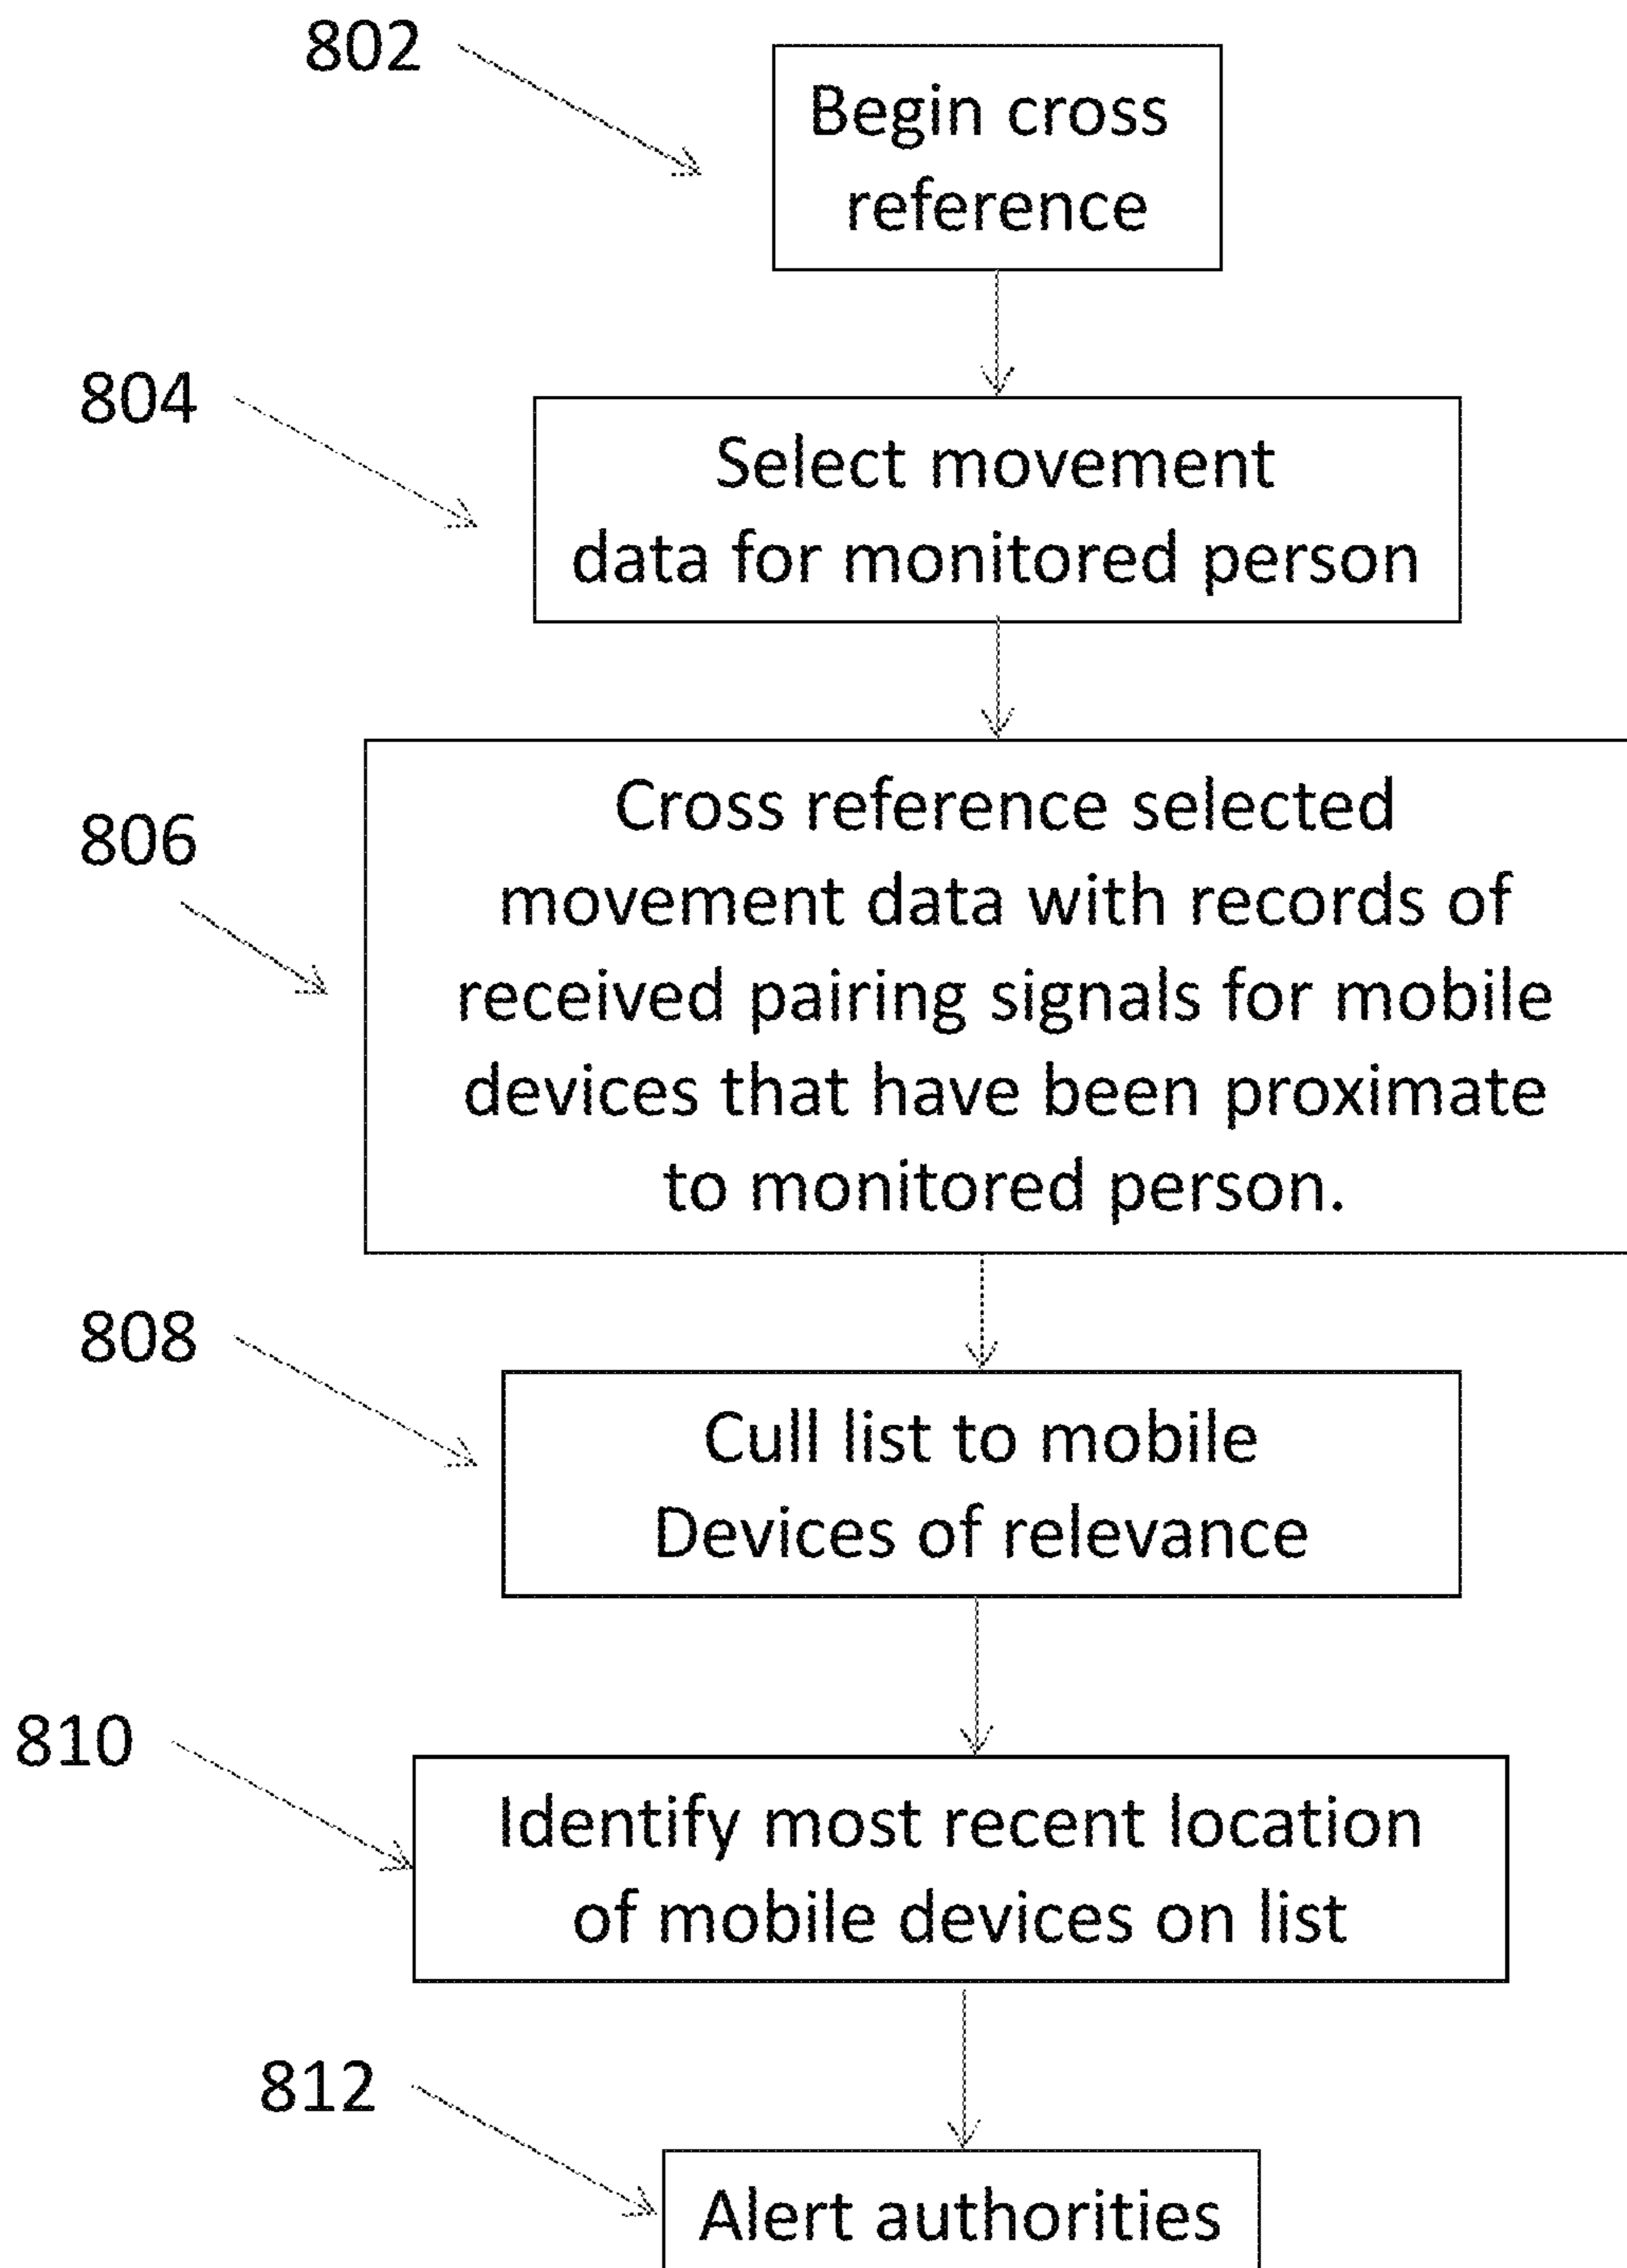 802
Begin cross
reference
804
Select movement
data for monitored person
806
Cross reference selected
movement data with records of
received pairing signals for mobile
devices that have been proximate
to monitored person.
808
Cull list to mobile
Devices of relevance
810
Identify most recent location
of mobile devices on list
812
Alert authorities